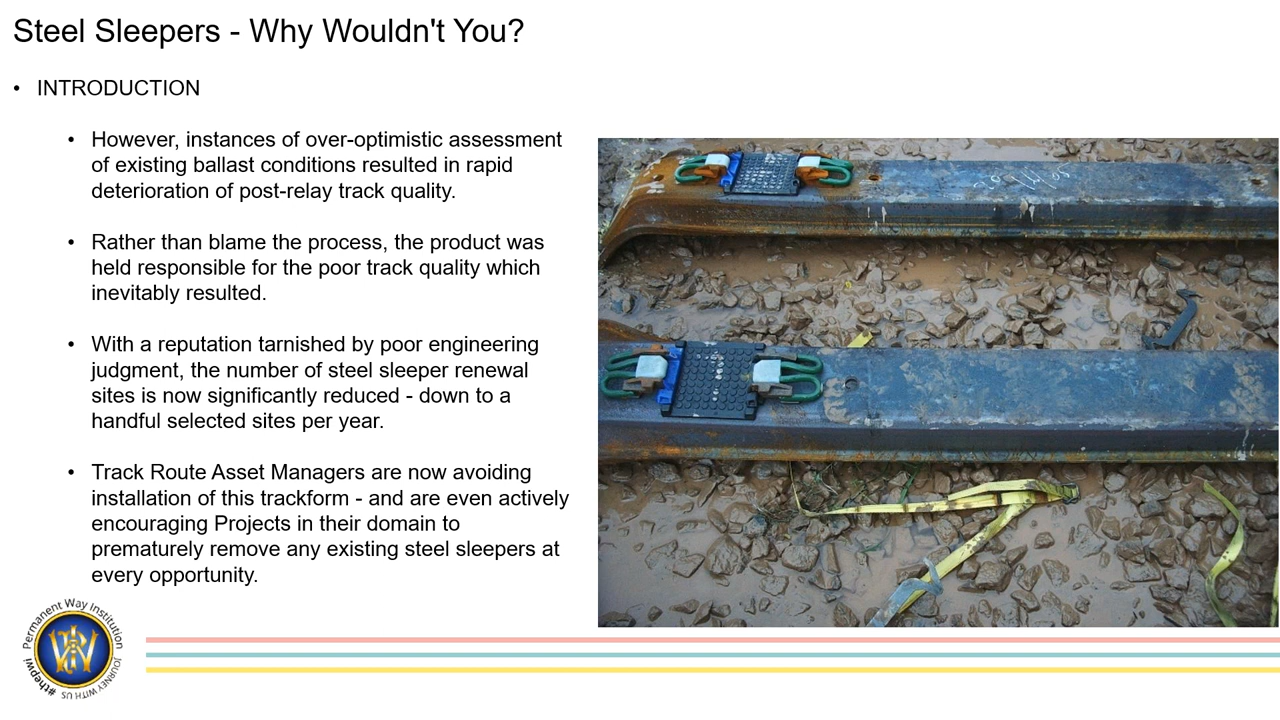 Steel Sleepers - Why Wouldn't You?
• INTRODUCTION
• However, instances of over-optimistic assessment
of existing ballast conditions resulted in rapid
deterioration of post-relay track quality.
• Rather than blame the process, the product was
held responsible for the poor track quality which
inevitably resulted.
• With a reputation tarnished by poor engineering
judgment, the number of steel sleeper renewal
sites is now significantly reduced - down to a
handful selected sites per year.
• Track Route Asset Managers are now avoiding
installation of this trackform - and are even actively
encouraging Projects in their domain to
prematurely remove any existing steel sleepers at
every opportunity.
Permanent Way Institution
#thepwi
JOURNEY WITH US